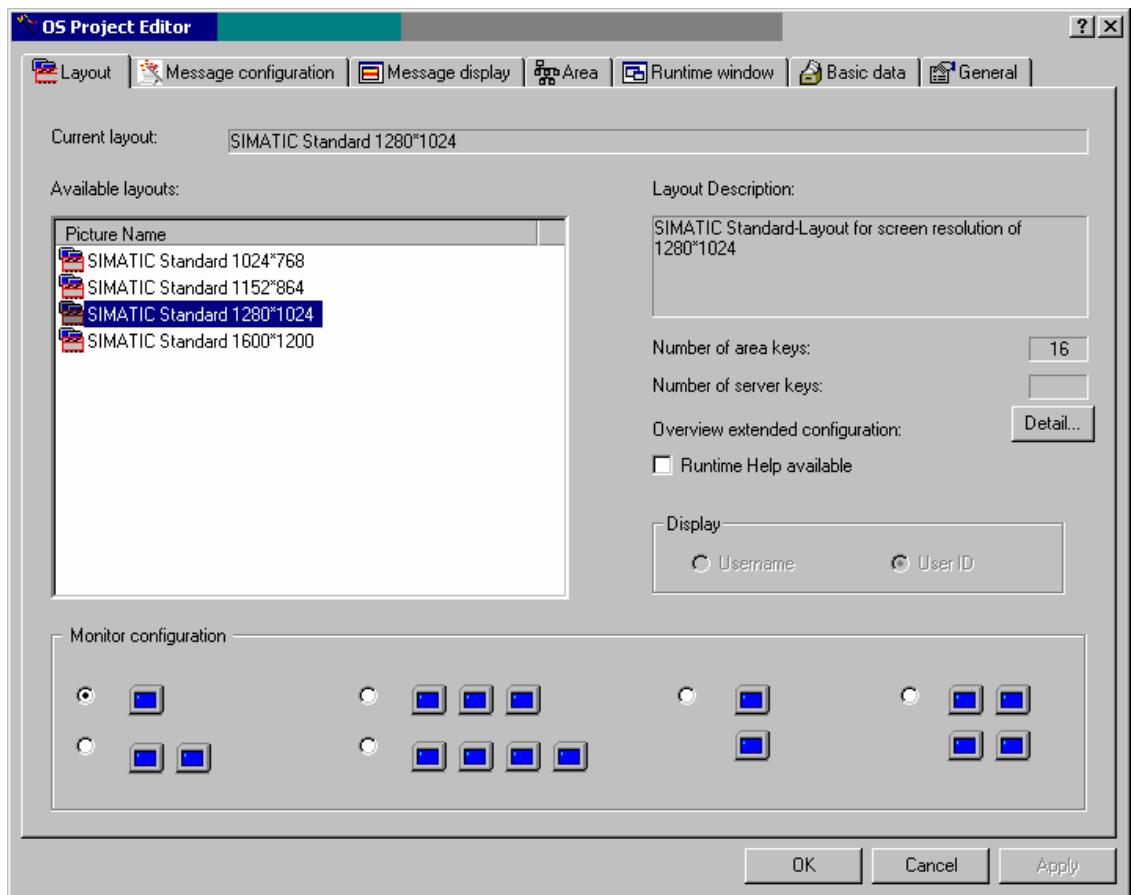 OS Project Editor
Layout Message configuration Message display Area Runtime window Basic data General
Current layout: SIMATIC Standard 1280*1024
Available layouts:
Picture Name
SIMATIC Standard 1024*768
SIMATIC Standard 1152*864
SIMATIC Standard 1280*1024
SIMATIC Standard 1600*1200
Layout Description:
SIMATIC Standard-Layout for screen resolution of
1280*1024
Number of area keys: 16
Number of server keys:
Overview extended configuration: Detail...
Runtime Help available
Display
Username User ID
Monitor configuration
OK Cancel Apply